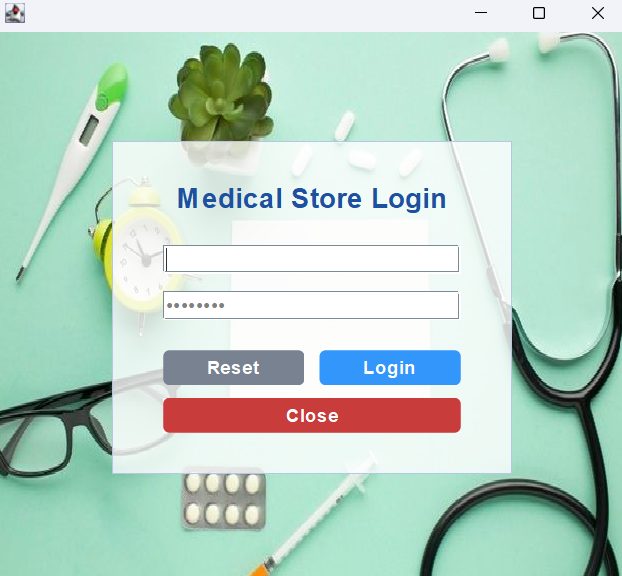 Medical Store Login
••••••••
Reset Login
Close